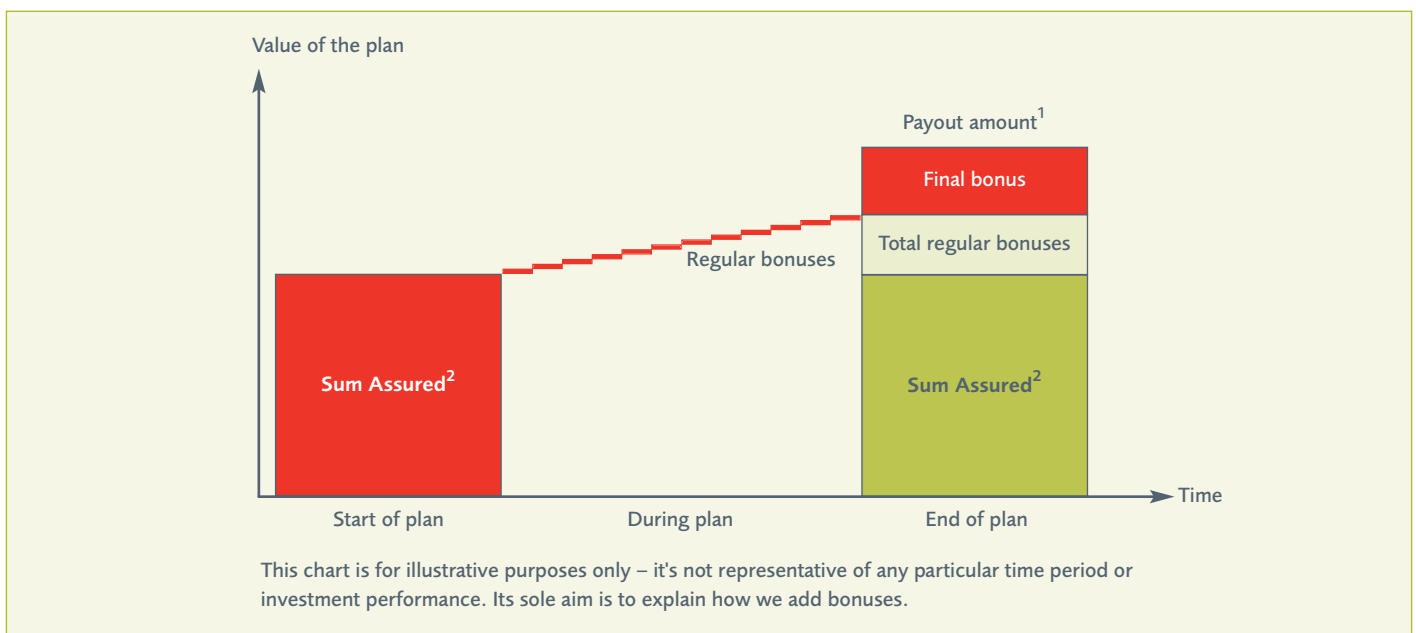 Value of the plan
Payout amount1
Final bonus
Total regular bonuses
Regular bonuses
Sum Assured2
Sum Assured2
Time
Start of plan
During plan
End of plan
This chart is for illustrative purposes only – it's not representative of any particular time period or
investment performance. Its sole aim is to explain how we add bonuses.